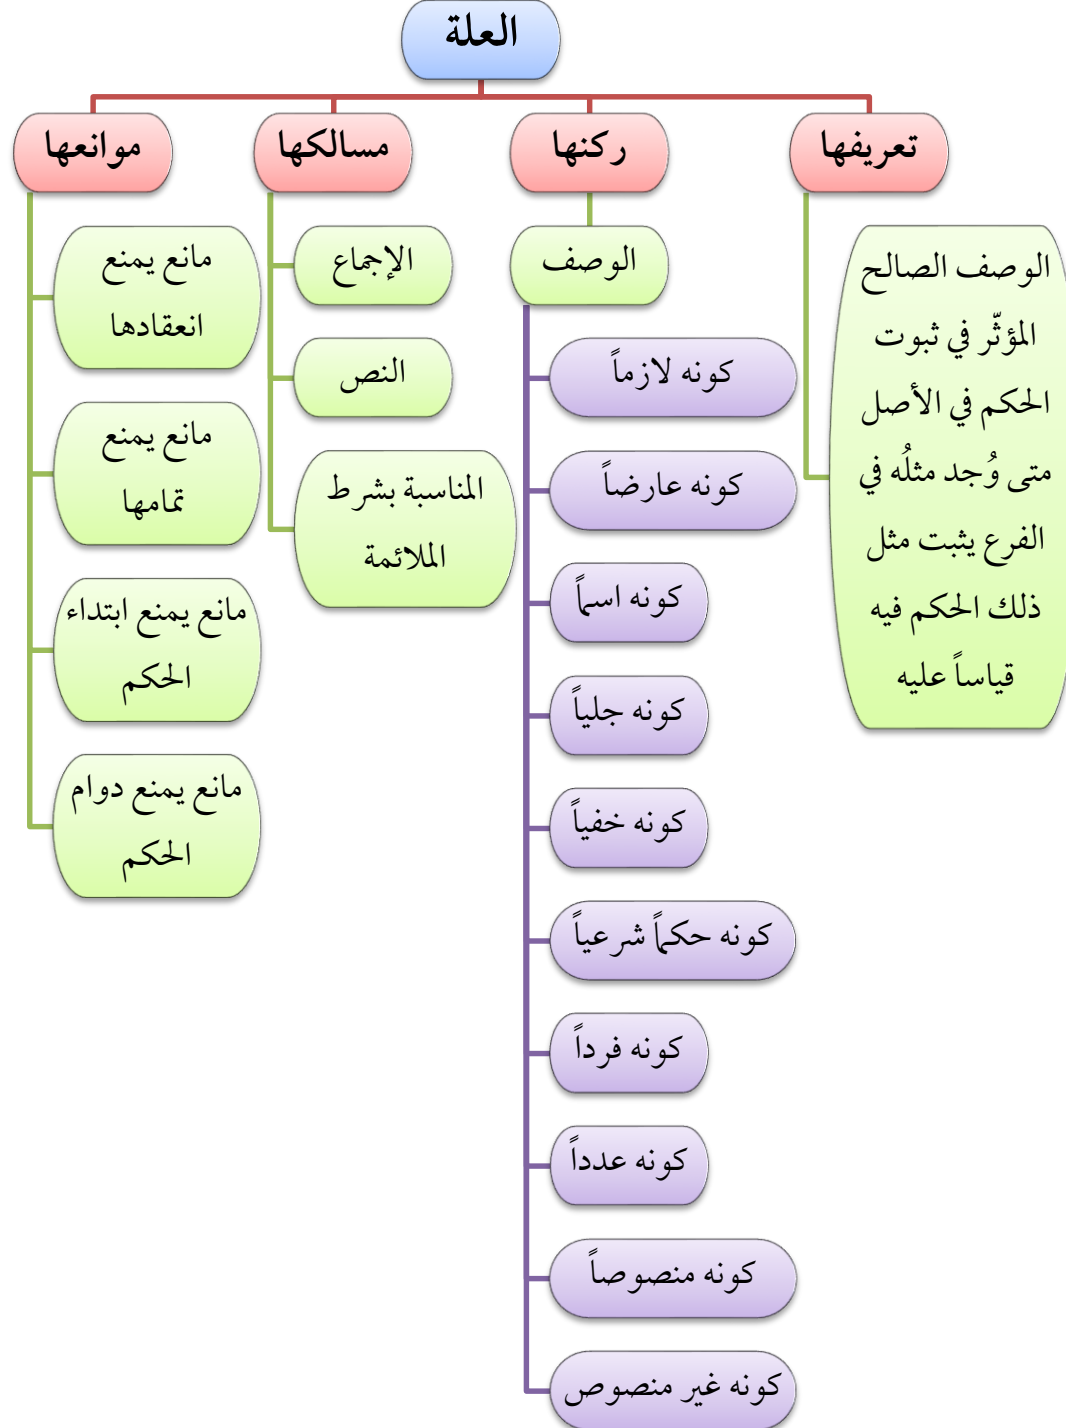 العلة
تعريفها
الوصف الصالح
المؤثّر في ثبوت
الحكم في الأصل
متى وُجد مثلُه في
الفرع يثبت مثل
ذلك الحكم فيه
قياساً عليه
ركنها
الوصف
كونه لازماً
كونه عارضاً
كونه اسماً
كونه جلياً
كونه خفياً
كونه حكماً شرعياً
كونه فرداً
كونه عدداً
كونه منصوصاً
كونه غير منصوص
مسالكها
الإجماع
النص
المناسبة بشرط
الملائمة
موانعها
مانع يمنع
انعقادها
مانع يمنع
تمامها
مانع يمنع ابتداء
الحكم
مانع يمنع دوام
الحكم